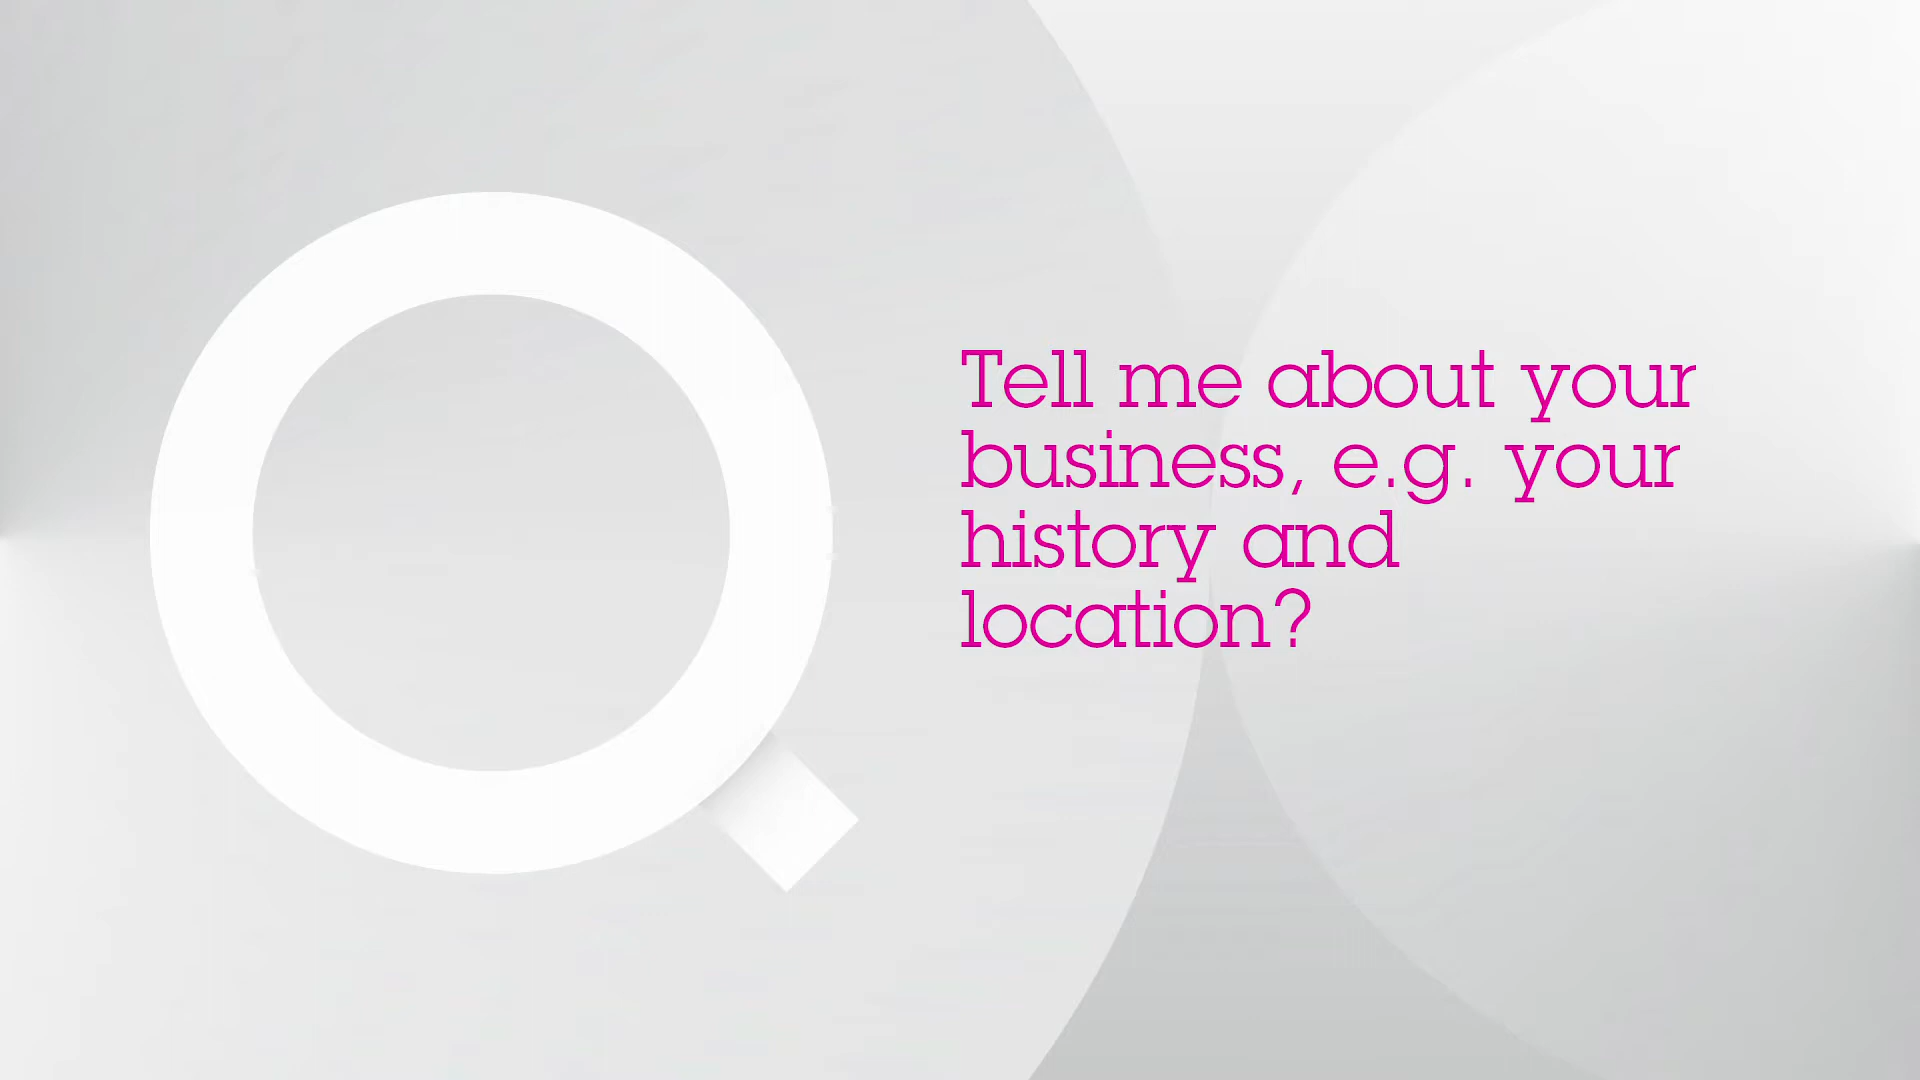 Q
Tell me about your
business, e.g. your
history and
location?